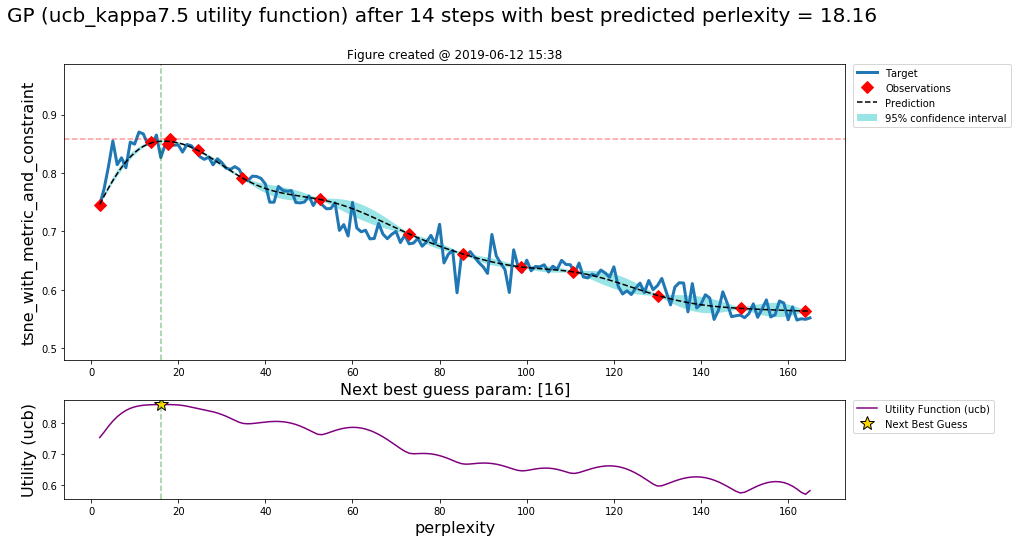 GP (ucb_kappa7.5 utility function) after 14 steps with best predicted perlexity = 18.16
Figure created @ 2019-06-12 15:38
tsne_with_metric_and_constraint
0.9
0.8
0.7
0.6
0.5
0 20 40 60 80 100 120 140 160
Target
Observations
Prediction
95% confidence interval
Next best guess param: [16]
Utility (ucb)
0.8
0.7
0.6
0 20 40 60 80 100 120 140 160
perplexity
Utility Function (ucb)
Next Best Guess